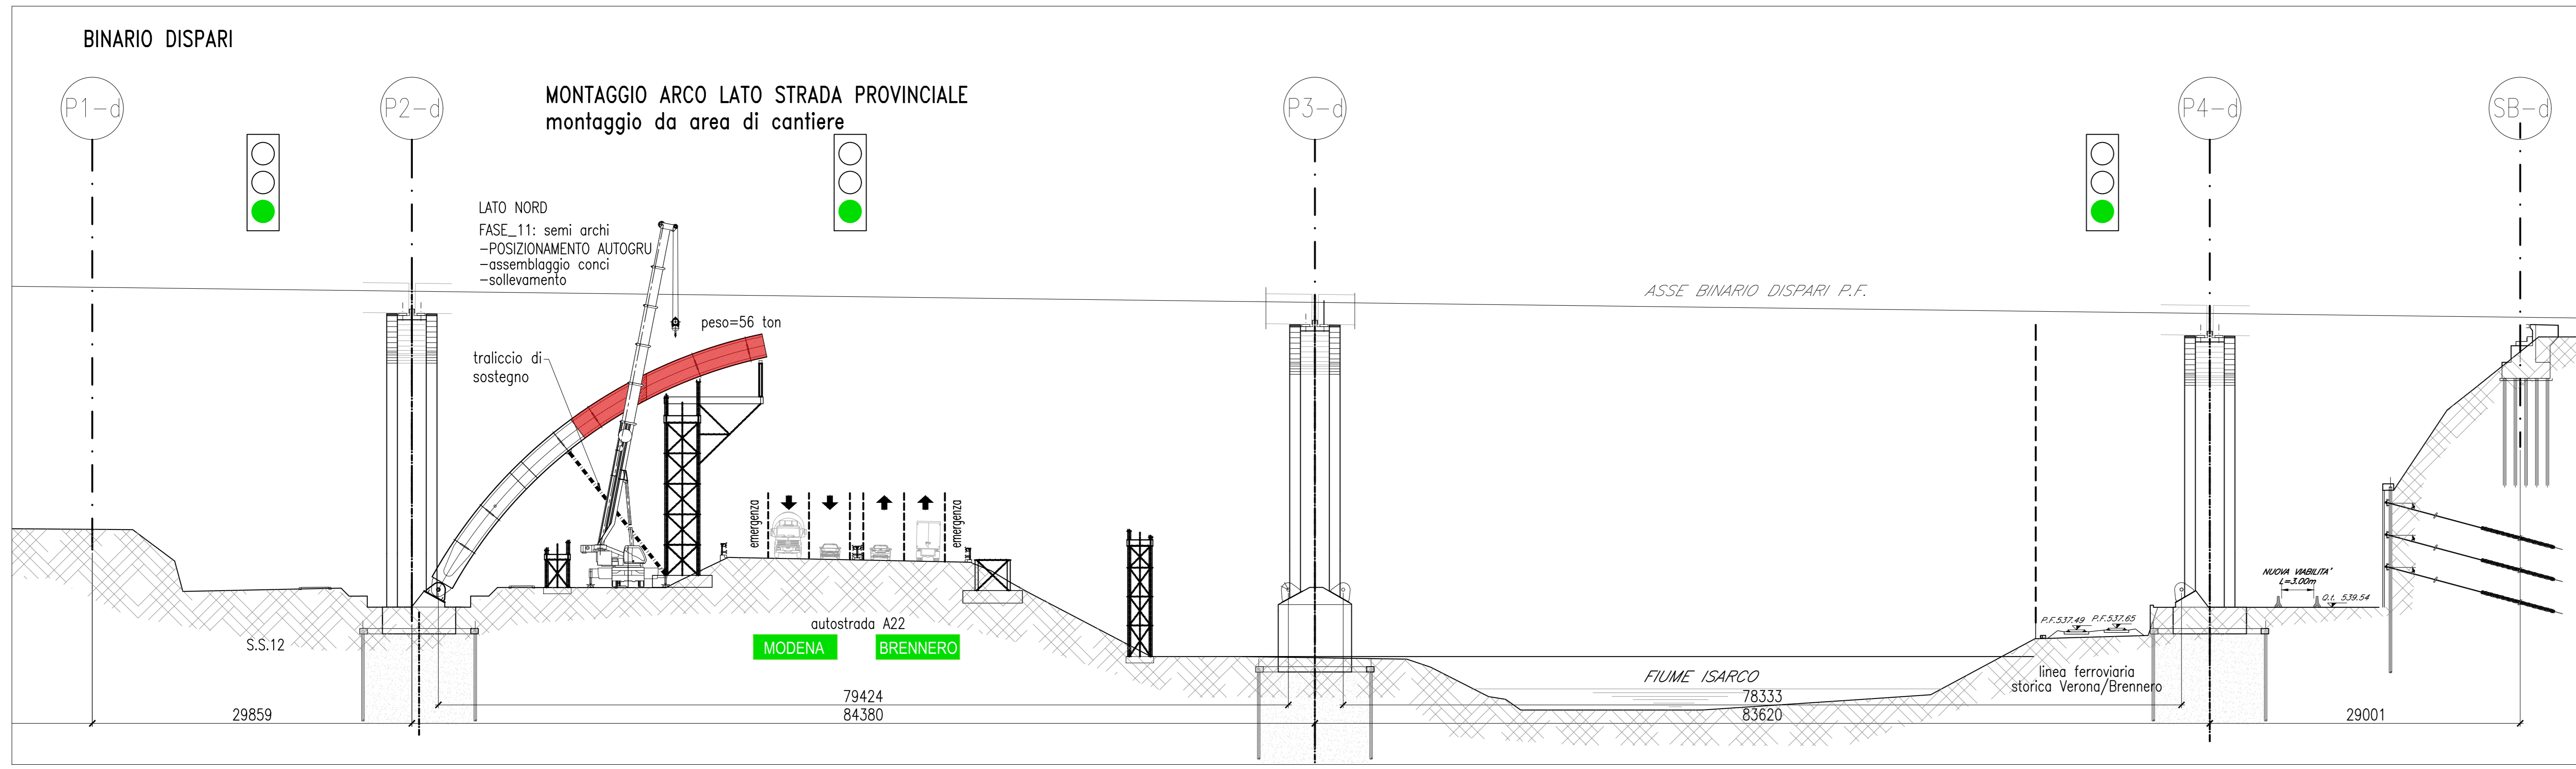 BINARIO DISPARI
P1-d
P2-d
MONTAGGIO ARCO LATO STRADA PROVINCIALE
montaggio da area di cantiere
P3-d
P4-d
SB-d
LATO NORD
FASE_11: semi archi
-POSIZIONAMENTO AUTOGRU
-assemblaggio conci
-sollevamento
ASSE BINARIO DISPARI P.F.
peso=56 ton
traliccio di
sostegno
emergenza
emergenza
NUOVA VIABILITA'
L=3.00m
Q.t. 539.54
P.F.537.49
P.F.537.65
S.S.12
autostrada A22
MODENA
BRENNERO
FIUME ISARCO
linea ferroviaria
storica Verona/Brennero
79424
78333
29859
84380
83620
29001